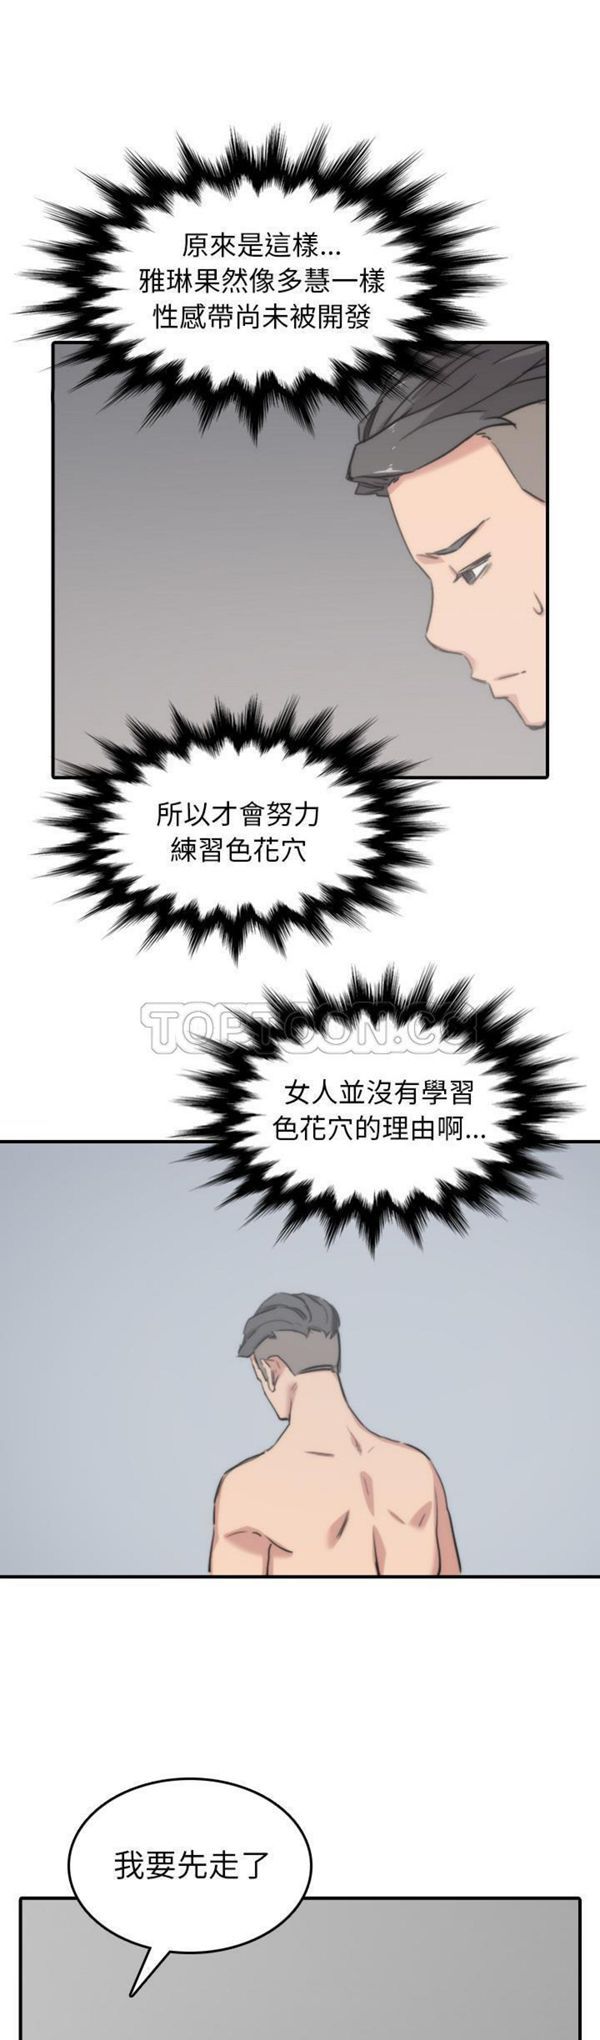 原來是這樣...
雅琳果然像多慧一樣
性感帶尚未被開發
所以才會努力
練習色花穴
TOPTOON.CO
女人並沒有學習
色花穴的理由啊...
我要先走了